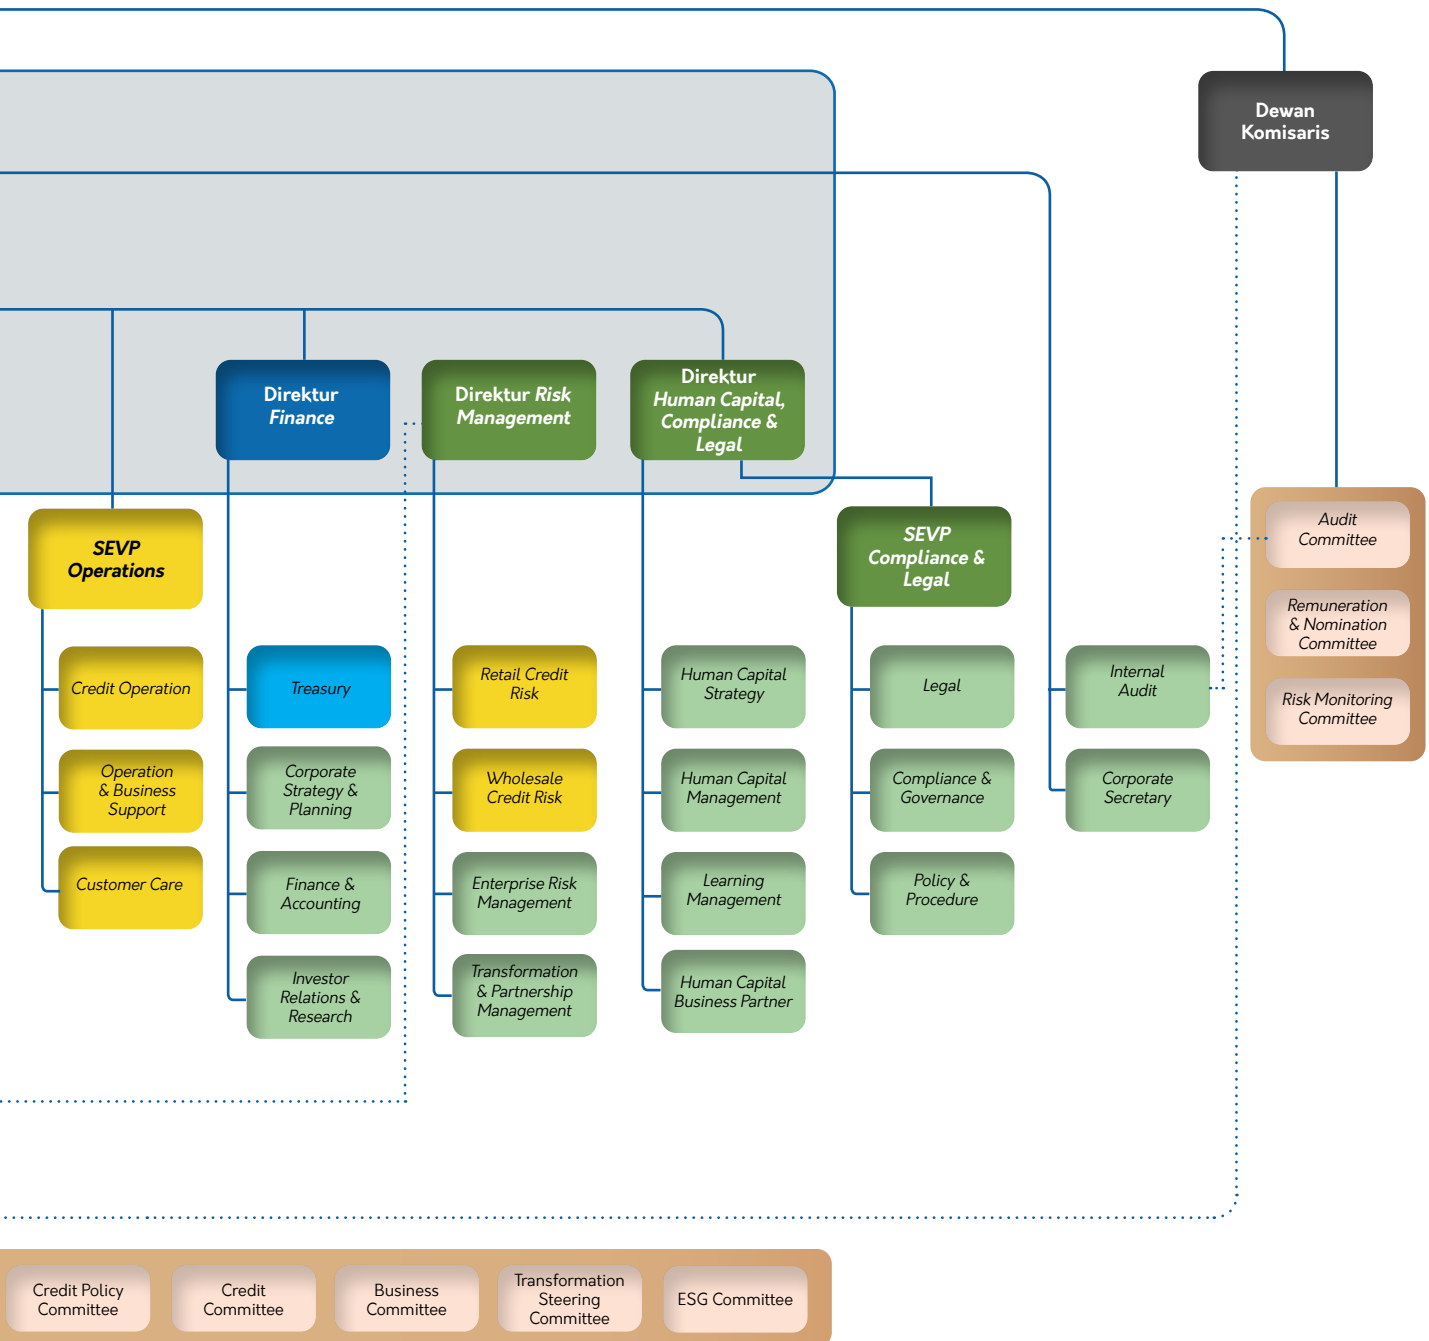 Dewan
Komisaris
Direktur
Finance
Direktur Risk
Management
Direktur
Human Capital,
Compliance &
Legal
SEVP
Operations
SEVP
Compliance &
Legal
Audit
Committee
Remuneration
& Nomination
Committee
Risk Monitoring
Committee
Credit Operation
Operation
& Business
Support
Customer Care
Treasury
Corporate
Strategy &
Planning
Finance &
Accounting
Investor
Relations &
Research
Retail Credit
Risk
Wholesale
Credit Risk
Enterprise Risk
Management
Transformation
& Partnership
Management
Human Capital
Strategy
Human Capital
Management
Learning
Management
Human Capital
Business Partner
Legal
Compliance &
Governance
Policy &
Procedure
Internal
Audit
Corporate
Secretary
Credit Policy
Committee
Credit
Committee
Business
Committee
Transformation
Steering
Committee
ESG Committee